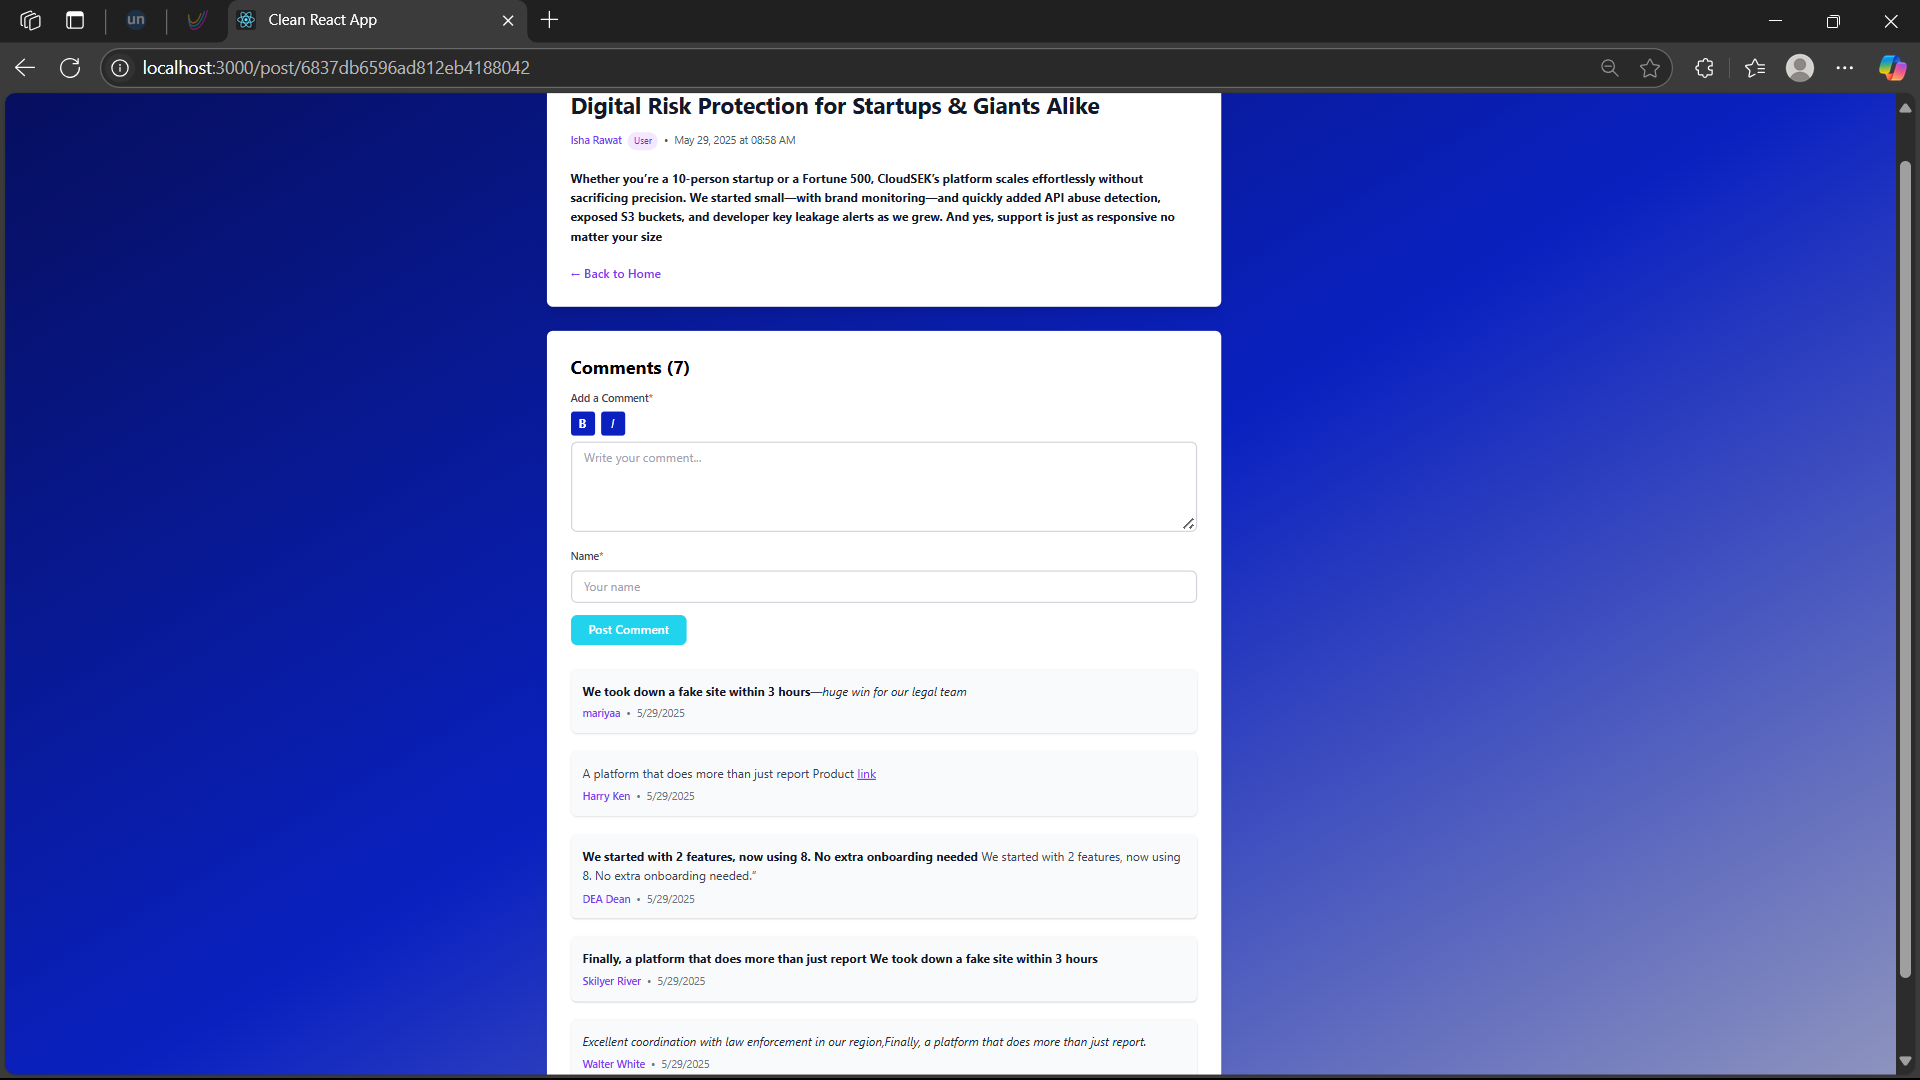 un
Clean React App
localhost:3000/post/6837db6596ad812eb4188042
Digital Risk Protection for Startups & Giants Alike
Isha Rawat User • May 29, 2025 at 08:58 AM
Whether you’re a 10-person startup or a Fortune 500, CloudSEK’s platform scales effortlessly without
sacrificing precision. We started small—with brand monitoring—and quickly added API abuse detection,
exposed S3 buckets, and developer key leakage alerts as we grew. And yes, support is just as responsive no
matter your size
← Back to Home
Comments (7)
Add a Comment*
B I
Write your comment...
Name*
Your name
Post Comment
We took down a fake site within 3 hours—huge win for our legal team
mariyaa • 5/29/2025
A platform that does more than just report Product link
Harry Ken • 5/29/2025
We started with 2 features, now using 8. No extra onboarding needed We started with 2 features, now using
8. No extra onboarding needed.”
DEA Dean • 5/29/2025
Finally, a platform that does more than just report We took down a fake site within 3 hours
Skilyer River • 5/29/2025
Excellent coordination with law enforcement in our region,Finally, a platform that does more than just report.
Walter White • 5/29/2025